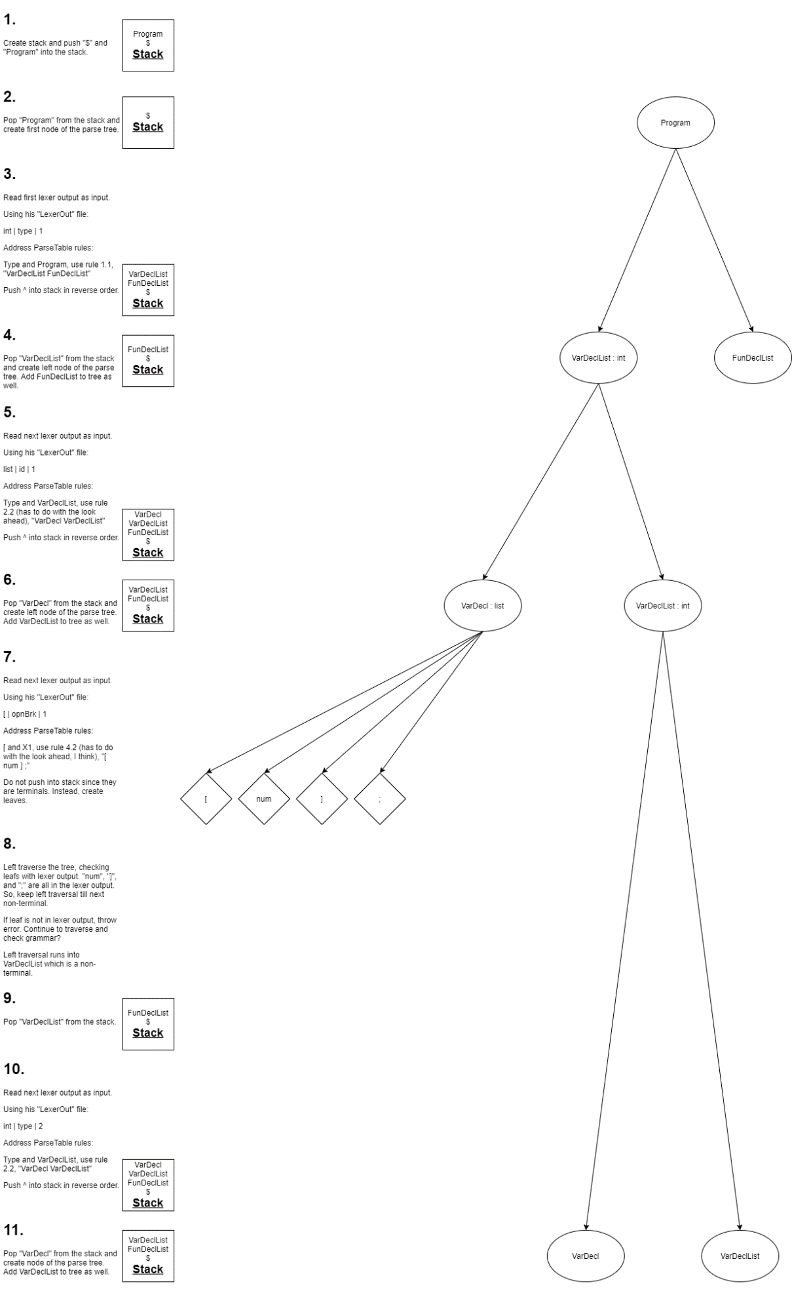 1.
Create stack and push "$" and
"Program" into the stack.
Program
$
Stack
2.
Pop "Program" from the stack and
create first node of the parse tree.
$
Stack
Program
3.
Read first lexer output as input.
Using his "LexerOut" file:
int | type | 1
Address ParseTable rules:
Type and Program, use rule 1.1,
"VarDeclList FunDeclList"
Push ^ into stack in reverse order.
VarDeclList
FunDeclList
$
Stack
4.
Pop "VarDeclList" from the stack
and create left node of the parse
tree. Add FunDeclList to tree as
well.
FunDeclList
$
Stack
VarDeclList : int
FunDeclList
5.
Read next lexer output as input.
Using his "LexerOut" file:
list | id | 1
Address ParseTable rules:
Type and VarDeclList, use rule
2.2 (has to do with the look
ahead), "VarDecl VarDeclList"
Push ^ into stack in reverse order.
VarDecl
VarDeclList
FunDeclList
$
Stack
6.
Pop "VarDecl" from the stack and
create left node of the parse tree.
Add VarDeclList to tree as well.
VarDeclList
FunDeclList
$
Stack
VarDecl : list
VarDeclList : int
7.
Read next lexer output as input.
Using his "LexerOut" file:
[ | opnBrk | 1
Address ParseTable rules:
[ and X1, use rule 4.2 (has to do
with the look ahead, I think), "[
num ] ;"
Do not push into stack since they
are terminals. Instead, create
leaves.
[
num
]
;
8.
Left traverse the tree, checking
leafs with lexer output. "num", "]",
and ";" are all in the lexer output.
So, keep left traversal till next
non-terminal.
If leaf is not in lexer output, throw
error. Continue to traverse and
check grammar?
Left traversal runs into
VarDeclList which is a non-
terminal.
9.
Pop "VarDeclList" from the stack.
FunDeclList
$
Stack
10.
Read next lexer output as input.
Using his "LexerOut" file:
int | type | 2
Address ParseTable rules:
Type and VarDeclList, use rule
2.2, "VarDecl VarDeclList"
Push ^ into stack in reverse order.
VarDecl
VarDeclList
FunDeclList
$
Stack
11.
Pop "VarDecl" from the stack and
create node of the parse tree.
Add VarDeclList to tree as well.
VarDeclList
FunDeclList
$
Stack
VarDecl
VarDeclList